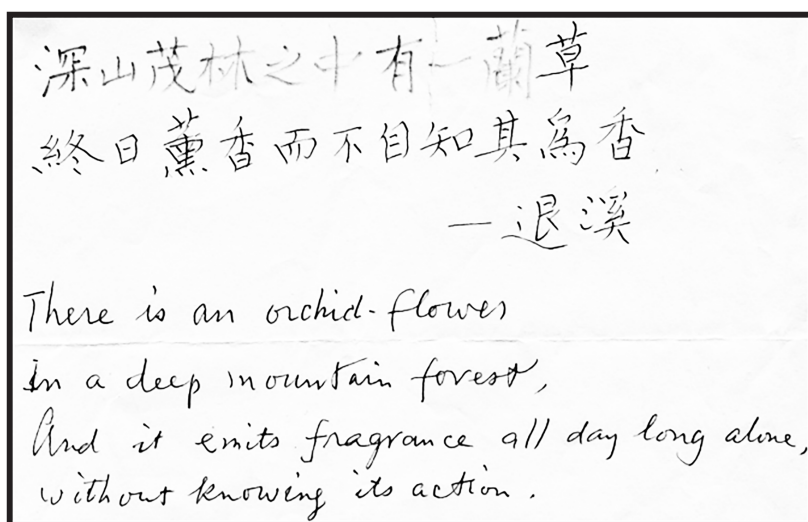 深山茂林之中有一蘭草
終日薰香而不自知其為香
一退溪
There is an orchid-flower
In a deep mountain forest,
And it emits fragrance all day long alone,
without knowing its action.